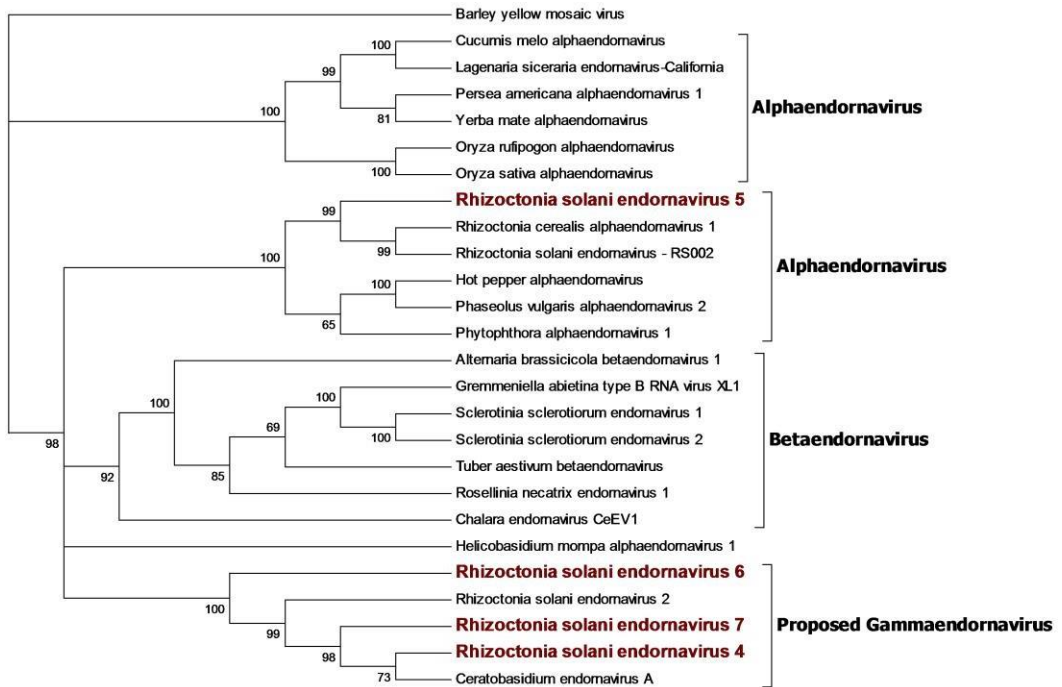 Barley yellow mosaic virus
Cucumis melo alphaendornavirus
100
Lagenaria siceraria endornavirus-California
99
Persea americana alphaendornavirus 1
Alphaendornavirus
100
81
Yerba mate alphaendornavirus
Oryza rufipogon alphaendornavirus
100
Oryza sativa alphaendornavirus
Rhizoctonia solani endornavirus 5
99
Rhizoctonia cerealis alphaendornavirus 1
99
Rhizoctonia solani endornavirus - RS002
100
Alphaendornavirus
Hot pepper alphaendornavirus
100
Phaseolus vulgaris alphaendornavirus 2
65
Phytophthora alphaendornavirus 1
Alternaria brassicicola betaendornavirus 1
Gremmeniella abietina type B RNA virus XL1
100
100
Sclerotinia sclerotiorum endornavirus 1
69
100
Sclerotinia sclerotiorum endornavirus 2
Betaendornavirus
98
Tuber aestivum betaendornavirus
92
85
Rosellinia necatrix endornavirus 1
Chalara endornavirus CeEV1
Helicobasidium mompa alphaendornavirus 1
Rhizoctonia solani endornavirus 6
100
Rhizoctonia solani endornavirus 2
99
Rhizoctonia solani endornavirus 7
Proposed Gammaendornavirus
98
Rhizoctonia solani endornavirus 4
73
Ceratobasidium endornavirus A